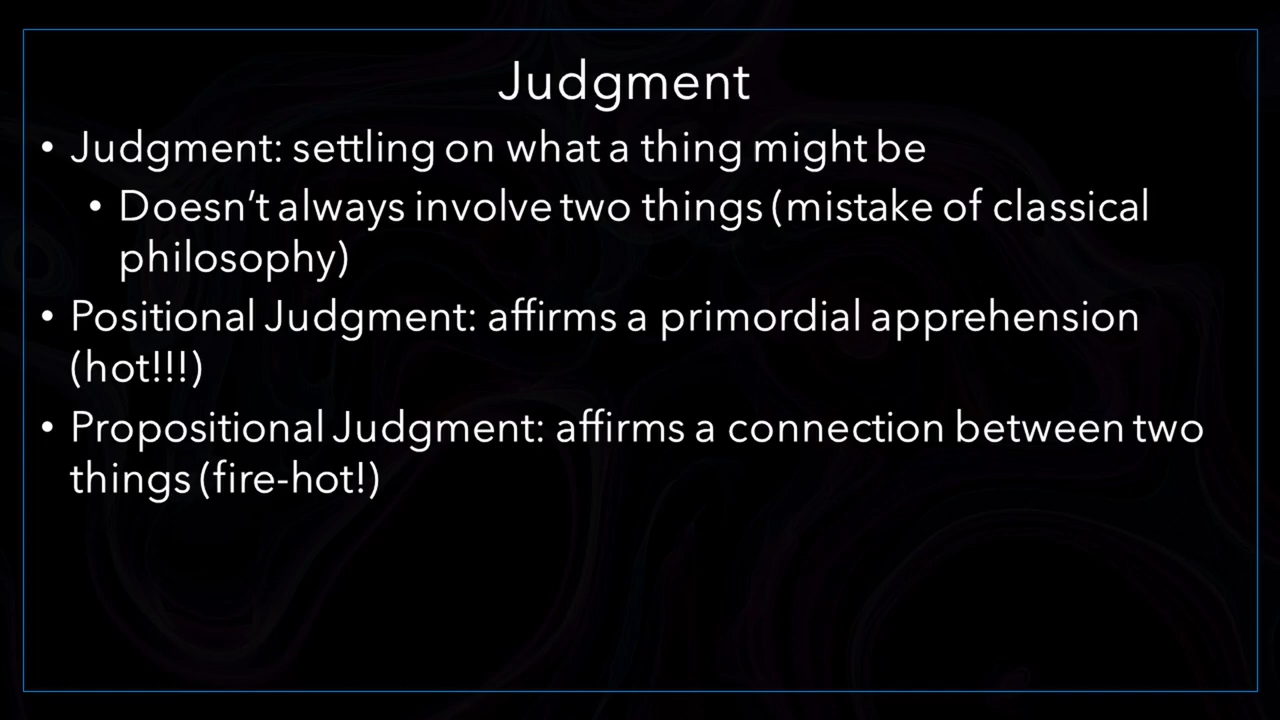 Judgment
• Judgment: settling on what a thing might be
• Doesn’t always involve two things (mistake of classical
philosophy)
• Positional Judgment: affirms a primordial apprehension
(hot!!!)
• Propositional Judgment: affirms a connection between two
things (fire-hot!)